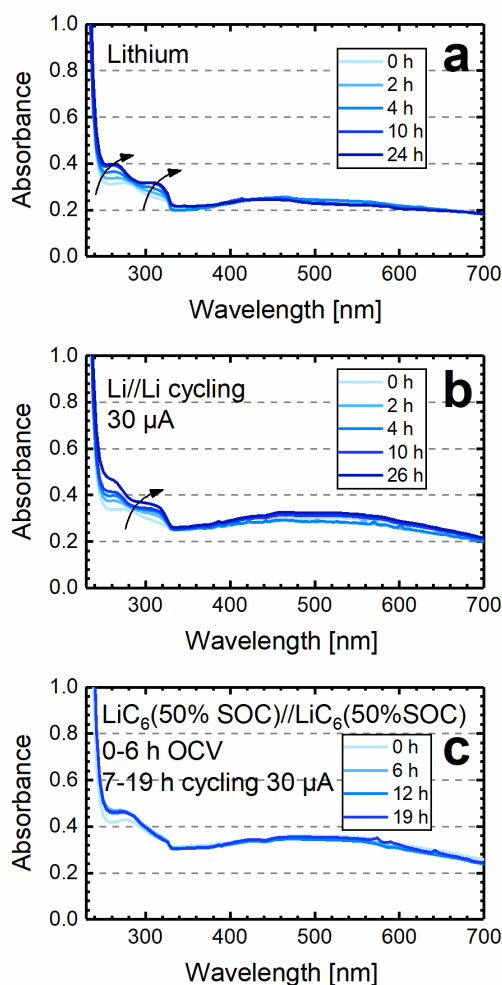 Lithium
a
0 h
2 h
4 h
10 h
24 h
1.0
0.8
0.6
0.4
0.2
0.0
Absorbance
300 400 500 600 700
Wavelength [nm]
Li//Li cycling
30 µA
b
0 h
2 h
4 h
10 h
26 h
1.0
0.8
0.6
0.4
0.2
0.0
Absorbance
300 400 500 600 700
Wavelength [nm]
LiC₆(50% SOC)//LiC₆(50%SOC)
0-6 h OCV
7-19 h cycling 30 µA
c
0 h
6 h
12 h
19 h
1.0
0.8
0.6
0.4
0.2
0.0
Absorbance
300 400 500 600 700
Wavelength [nm]